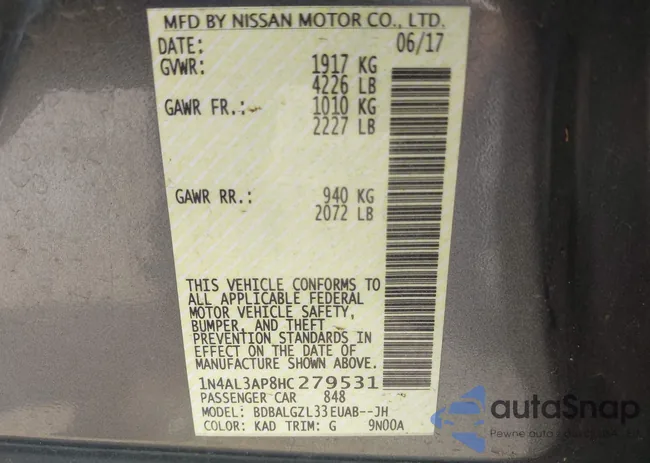 MFD BY NISSAN MOTOR CO., LTD.
DATE: 06/17
GVWR: 1917 KG
4226 LB
GAWR FR.: 1010 KG
2227 LB
GAWR RR.: 940 KG
2072 LB
THIS VEHICLE CONFORMS TO
ALL APPLICABLE FEDERAL
MOTOR VEHICLE SAFETY,
BUMPER, AND THEFT
PREVENTION STANDARDS IN
EFFECT ON THE DATE OF
MANUFACTURE SHOWN ABOVE.
1N4AL3AP8HC279531
PASSENGER CAR 848
MODEL: BDBALGZL33EUAB--JH
COLOR: KAD TRIM: G 9N00A
autoSnap